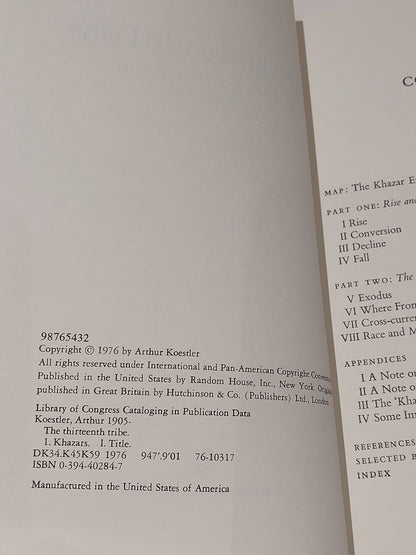 98765432
Copyright © 1976 by Arthur Koestler
All rights reserved under International and Pan-American Copyright
Published in the United States by Random House, Inc., New York.
published in Great Britain by Hutchinson & Co. (Publishers) Ltd., London.
Library of Congress Cataloging in Publication Data
Koestler, Arthur 1905-
The thirteenth tribe.
1. Khazars. I. Title.
DK34.K45K59 1976 947'.9'01 76-10317
ISBN 0-394-40284-7
Manufactured in the United States of America
MAP: The Khazar
PART ONE: Rise
I Rise
II Conversion
III Decline
IV Fall
PART TWO: The
V Exodus
VI Where From
VII Cross-curren
VIII Race and M
APPENDICES
I A Note on
II A Note o
III The 'Kha
IV Some Im
REFERENCES
SELECTED B
INDEX